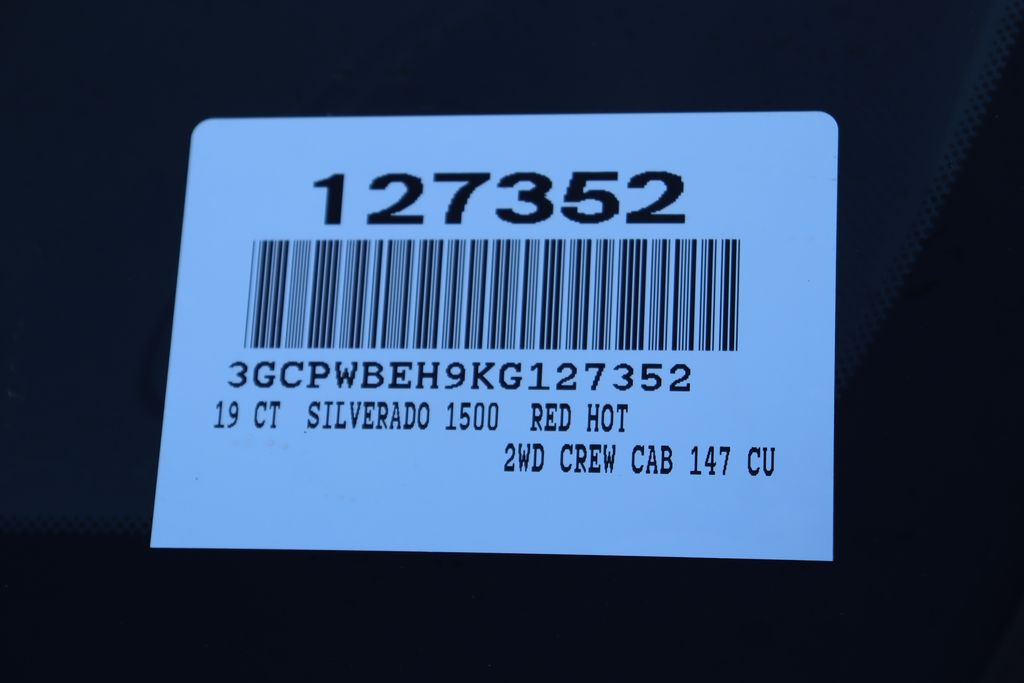 127352
3GCPWBEH9KG127352
19 CT SILVERADO 1500 RED HOT
2WD CREW CAB 147 CU